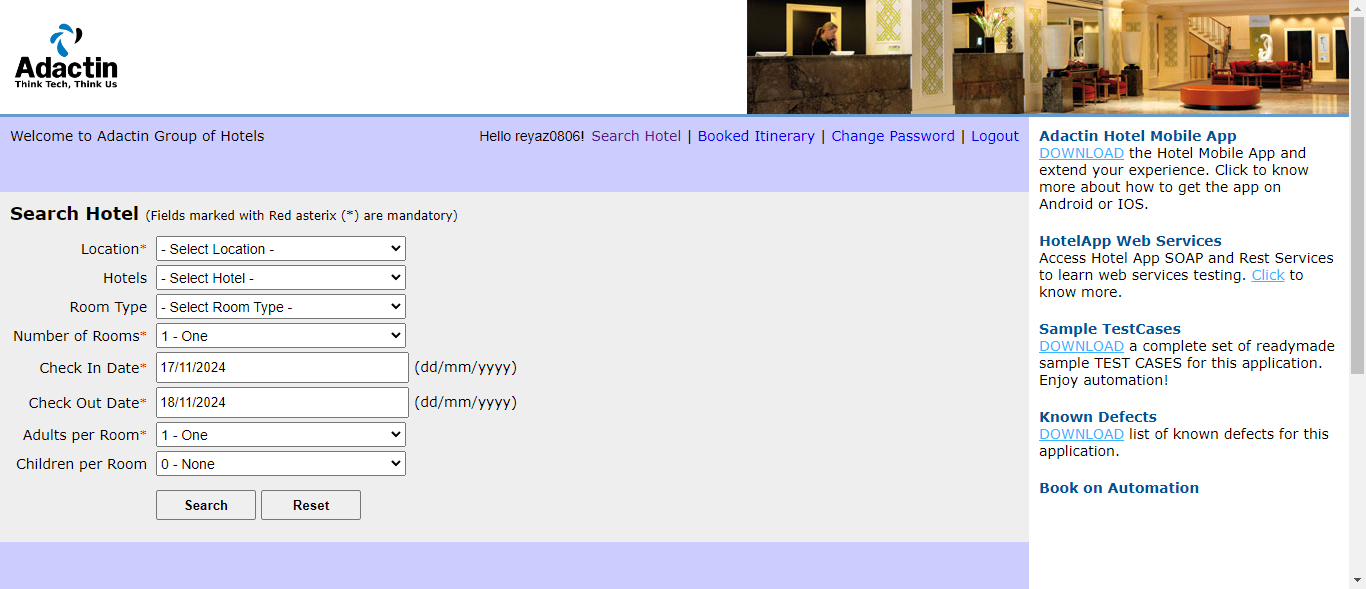 Adactin
Think Tech, Think Us
Welcome to Adactin Group of Hotels
Hello reyaz0806! Search Hotel | Booked Itinerary | Change Password | Logout
Search Hotel (Fields marked with Red asterix (*) are mandatory)
Location* - Select Location -
Hotels - Select Hotel -
Room Type - Select Room Type -
Number of Rooms* 1 - One
Check In Date* 17/11/2024 (dd/mm/yyyy)
Check Out Date* 18/11/2024 (dd/mm/yyyy)
Adults per Room* 1 - One
Children per Room 0 - None
Search Reset
Adactin Hotel Mobile App
DOWNLOAD the Hotel Mobile App and
extend your experience. Click to know
more about how to get the app on
Android or IOS.
HotelApp Web Services
Access Hotel App SOAP and Rest Services
to learn web services testing. Click to
know more.
Sample TestCases
DOWNLOAD a complete set of readymade
sample TEST CASES for this application.
Enjoy automation!
Known Defects
DOWNLOAD list of known defects for this
application.
Book on Automation